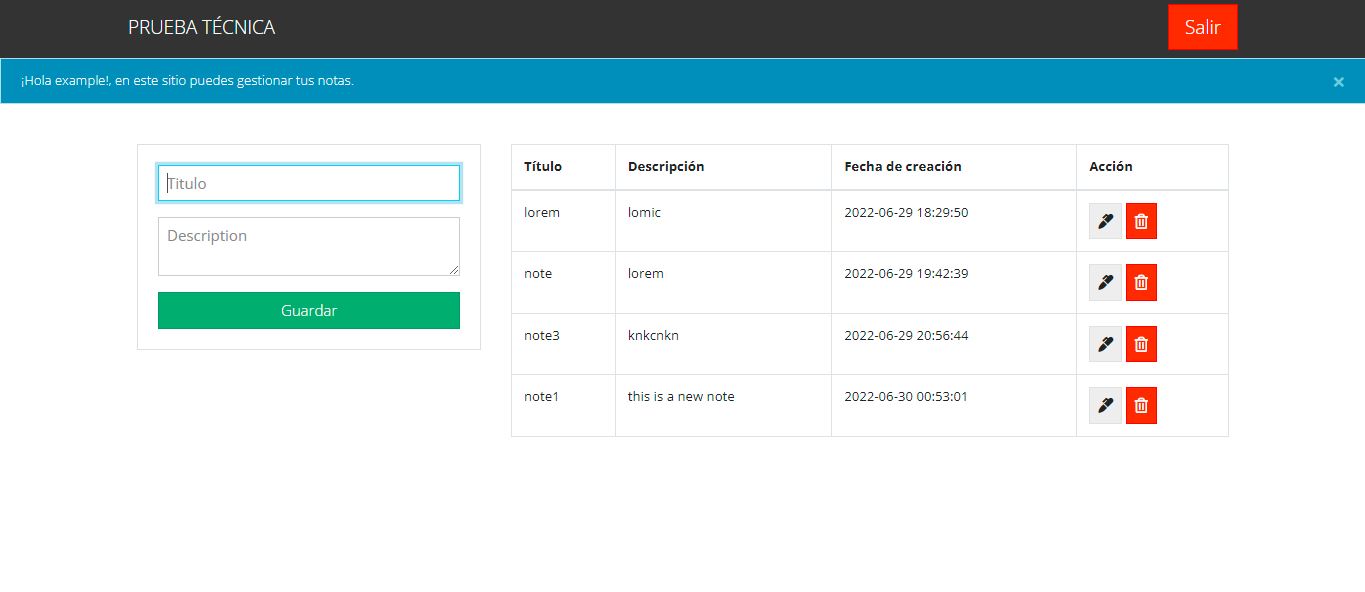 PRUEBA TÉCNICA
Salir
¡Hola example!, en este sitio puedes gestionar tus notas.
×
Titulo
Description
Guardar
Título Descripción Fecha de creación Acción
lorem lomic 2022-06-29 18:29:50
note lorem 2022-06-29 19:42:39
note3 knkcnkn 2022-06-29 20:56:44
note1 this is a new note 2022-06-30 00:53:01